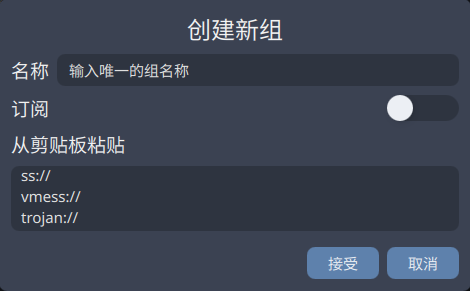 创建新组
名称 输入唯一的组名称
订阅
从剪贴板粘贴
ss://
vmess://
trojan://
接受 取消